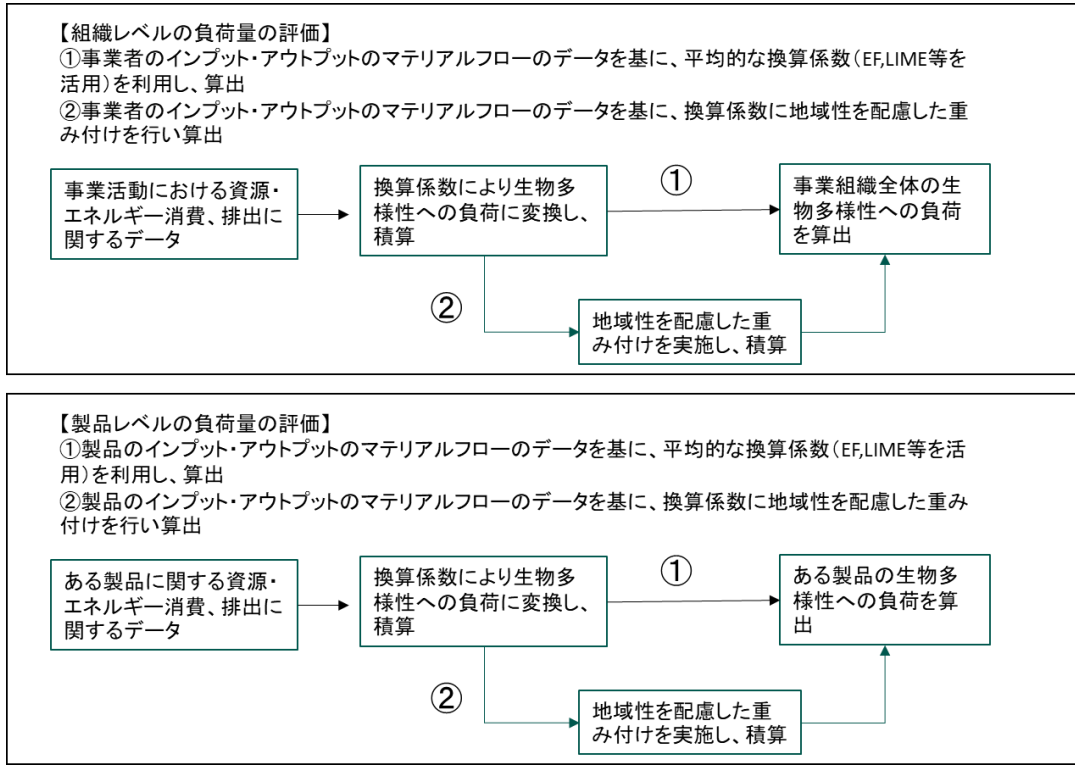 【組織レベルの負荷量の評価】
①事業者のインプット・アウトプットのマテリアルフローのデータを基に、平均的な換算係数(EF,LIME等を
活用)を利用し、算出
②事業者のインプット・アウトプットのマテリアルフローのデータを基に、換算係数に地域性を配慮した重
み付けを行い算出
事業活動における資源・
エネルギー消費、排出に
関するデータ
換算係数により生物多
様性への負荷に変換し、
積算
①
事業組織全体の生
物多様性への負荷
を算出
②
地域性を配慮した重
み付けを実施し、積算
【製品レベルの負荷量の評価】
①製品のインプット・アウトプットのマテリアルフローのデータを基に、平均的な換算係数(EF,LIME等を活
用)を利用し、算出
②製品のインプット・アウトプットのマテリアルフローのデータを基に、換算係数に地域性を配慮した重み
付けを行い算出
ある製品に関する資源・
エネルギー消費、排出に
関するデータ
換算係数により生物多
様性への負荷に変換し、
積算
①
ある製品の生物多
様性への負荷を算
出
②
地域性を配慮した重
み付けを実施し、積算